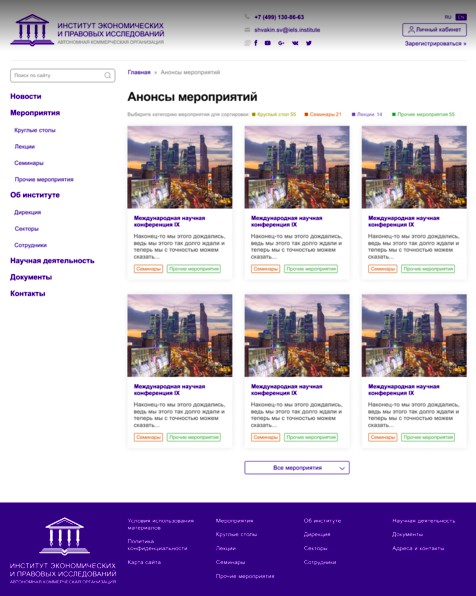 ИНСТИТУТ ЭКОНОМИЧЕСКИХ
И ПРАВОВЫХ ИССЛЕДОВАНИЙ
АВТОНОМНАЯ КОММЕРЧЕСКАЯ ОРГАНИЗАЦИЯ
+7 (499) 130-86-63
shvakin.sv@iels.institute
RU EN
Личный кабинет
Зарегистрироваться »
Поиск по сайту
Новости
Мероприятия
Круглые столы
Лекции
Семинары
Прочие мероприятия
Об институте
Дирекция
Секторы
Сотрудники
Научная деятельность
Документы
Контакты
Главная » Анонсы мероприятий
Анонсы мероприятий
Выберите категорию мероприятия для сортировки: Круглый стол 55 Семинары 21 Лекции 14 Прочие мероприятия 55
Международная научная
конференция IX
Наконец-то мы этого дождались,
ведь мы этого так долго ждали и
теперь мы с точностью можем
сказать...
Семинары Прочие мероприятия
Международная научная
конференция IX
Наконец-то мы этого дождались,
ведь мы этого так долго ждали и
теперь мы с точностью можем
сказать...
Семинары Прочие мероприятия
Международная научная
конференция IX
Наконец-то мы этого дождались,
ведь мы этого так долго ждали и
теперь мы с точностью можем
сказать...
Семинары Прочие мероприятия
Международная научная
конференция IX
Наконец-то мы этого дождались,
ведь мы этого так долго ждали и
теперь мы с точностью можем
сказать...
Семинары Прочие мероприятия
Международная научная
конференция IX
Наконец-то мы этого дождались,
ведь мы этого так долго ждали и
теперь мы с точностью можем
сказать...
Семинары Прочие мероприятия
Международная научная
конференция IX
Наконец-то мы этого дождались,
ведь мы этого так долго ждали и
теперь мы с точностью можем
сказать...
Семинары Прочие мероприятия
Все мероприятия
ИНСТИТУТ ЭКОНОМИЧЕСКИХ
И ПРАВОВЫХ ИССЛЕДОВАНИЙ
АВТОНОМНАЯ КОММЕРЧЕСКАЯ ОРГАНИЗАЦИЯ
Условия использования
материалов
Политика
конфиденциальности
Карта сайта
Мероприятия
Круглые столы
Лекции
Семинары
Прочие мероприятия
Об институте
Дирекция
Секторы
Сотрудники
Научная деятельность
Документы
Адреса и контакты